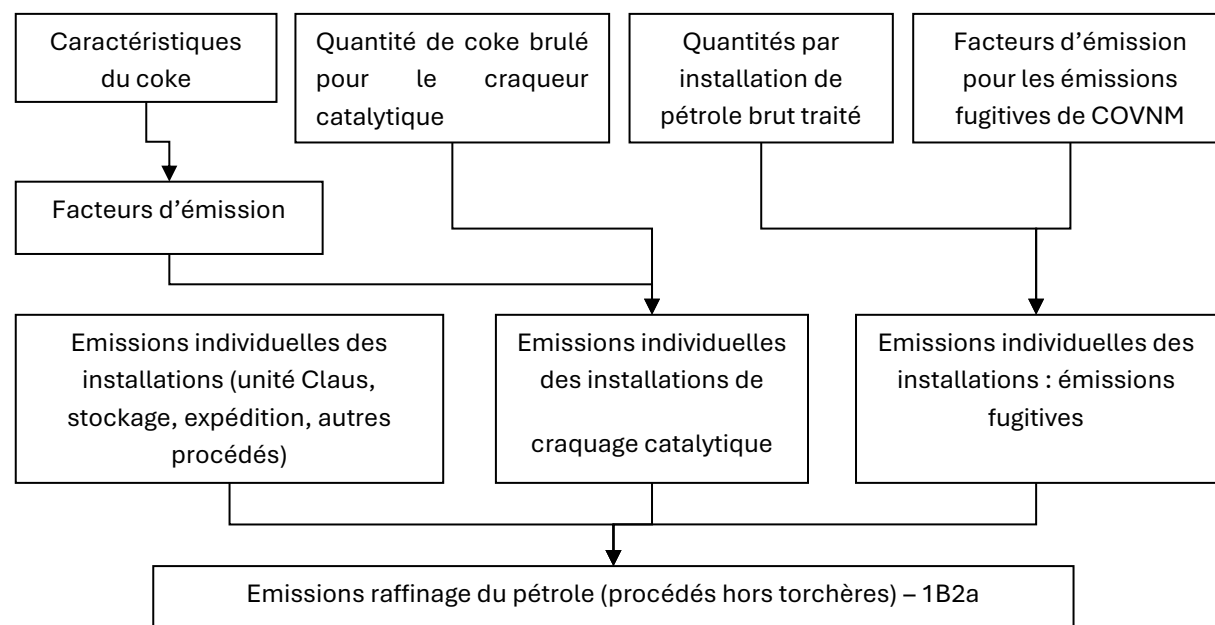 Caractéristiques
du coke
Quantité de coke brulé
pour le craqueur
catalytique
Quantités par
installation de
pétrole brut traité
Facteurs d’émission
pour les émissions
fugitives de COVNM
Facteurs d’émission
Emissions individuelles des
installations (unité Claus,
stockage, expédition, autres
procédés)
Emissions individuelles
des installations de
craquage catalytique
Emissions individuelles des
installations : émissions
fugitives
Emissions raffinage du pétrole (procédés hors torchères) – 1B2a